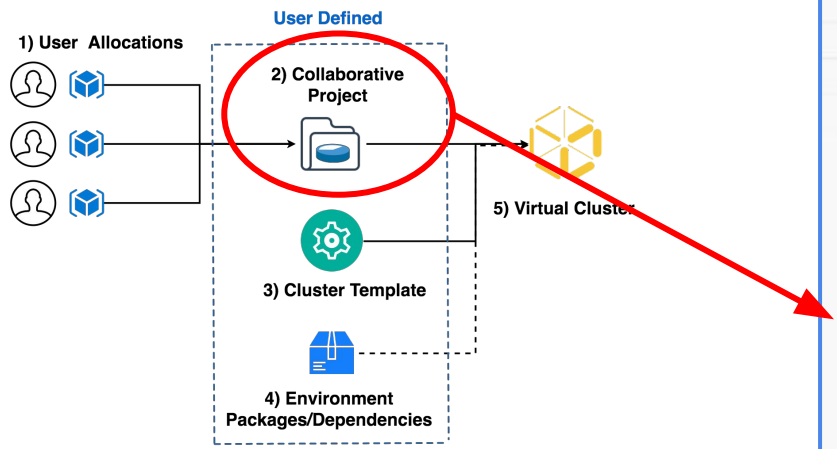 User Defined
1) User Allocations
2) Collaborative
Project
5) Virtual Cluster
3) Cluster Template
4) Environment
Packages/Dependencies